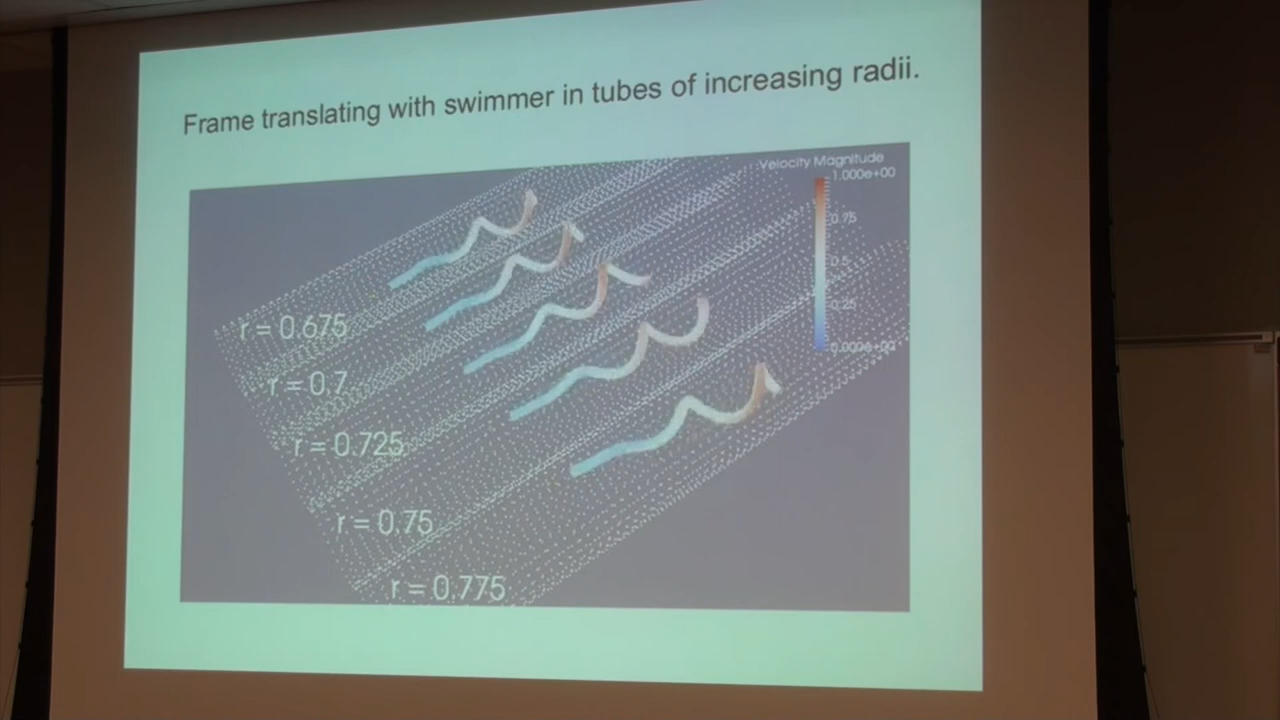 Frame translating with swimmer in tubes of increasing radii.
Velocity Magnitude
1.000e+00
0.75
0.5
0.25
0.000e+00
r = 0.675
r = 0.7
r = 0.725
r = 0.75
r = 0.775